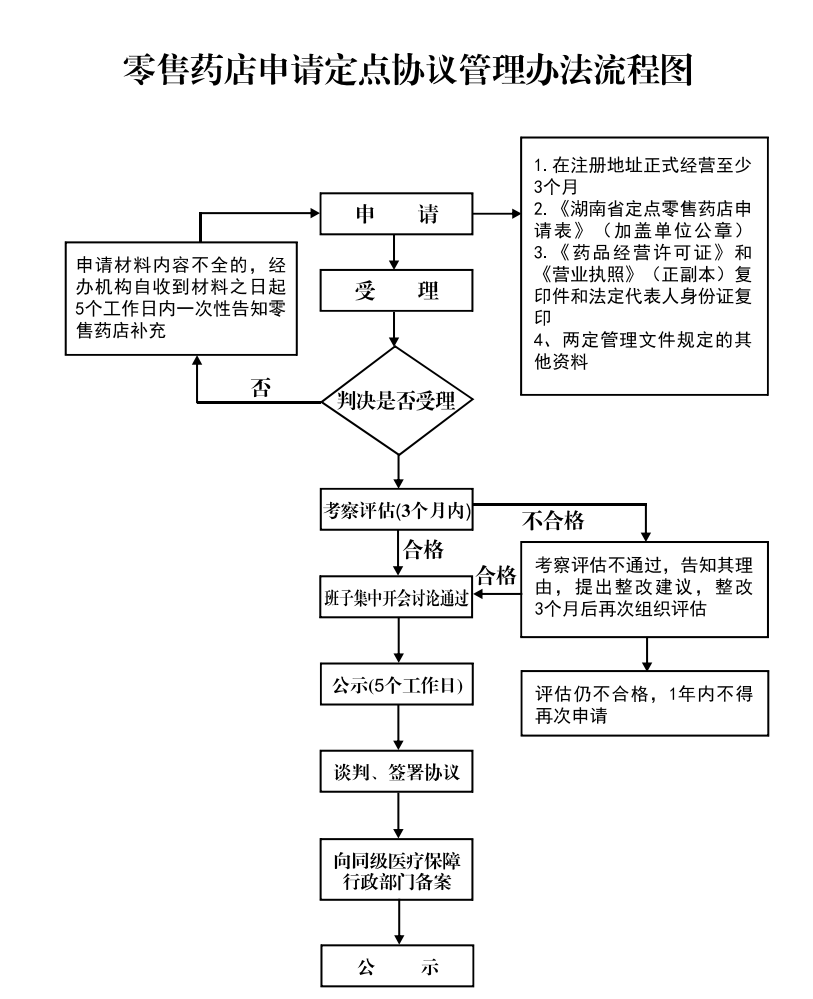 零售药店申请定点协议管理办法流程图
1.在注册地址正式经营至少
3个月
2.《湖南省定点零售药店申
请表》（加盖单位公章）
3.《药品经营许可证》和
《营业执照》（正副本）复
印件和法定代表人身份证复
印
4、两定管理文件规定的其
他资料
申 请
申请材料内容不全的，经
办机构自收到材料之日起
5个工作日内一次性告知零
售药店补充
受 理
否
判决是否受理
考察评估(3个月内)
不合格
合格
考察评估不通过，告知其理
由，提出整改建议，整改
3个月后再次组织评估
合格
班子集中开会讨论通过
公示(5个工作日)
评估仍不合格，1年内不得
再次申请
谈判、签署协议
向同级医疗保障
行政部门备案
公 示